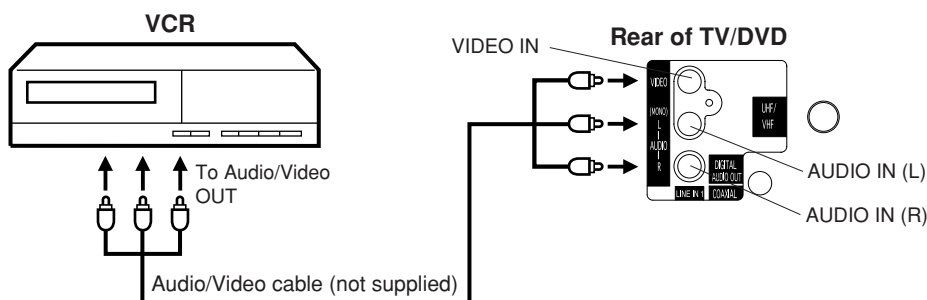 VCR
To Audio/Video
OUT
Audio/Video cable (not supplied)
VIDEO IN
Rear of TV/DVD
VIDEO
(MONO)
L
AUDIO
R
UHF/
VHF
DIGITAL
AUDIO OUT
LINE IN 1
COAXIAL
AUDIO IN (L)
AUDIO IN (R)